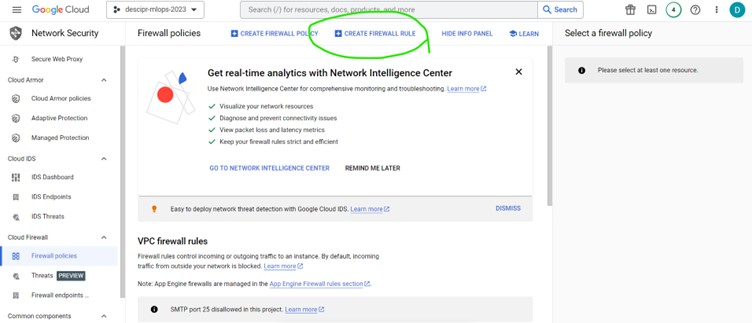 Google Cloud
descipr-mlops-2023
Search (/) for resources, docs, products, and more
Search
4
D
Network Security
Firewall policies
CREATE FIREWALL POLICY
CREATE FIREWALL RULE
HIDE INFO PANEL
LEARN
Select a firewall policy
Please select at least one resource.
Secure Web Proxy
Cloud Armor
Cloud Armor policies
Adaptive Protection
Managed Protection
Cloud IDS
IDS Dashboard
IDS Endpoints
IDS Threats
Cloud Firewall
Firewall policies
Threats PREVIEW
Firewall endpoints ...
Common components
Get real-time analytics with Network Intelligence Center
Use Network Intelligence Center for comprehensive monitoring and troubleshooting. Learn more
Visualize your network resources
Diagnose and prevent connectivity issues
View packet loss and latency metrics
Keep your firewall rules strict and efficient
GO TO NETWORK INTELLIGENCE CENTER
REMIND ME LATER
Easy to deploy network threat detection with Google Cloud IDS. Learn more
DISMISS
VPC firewall rules
Firewall rules control incoming or outgoing traffic to an instance. By default, incoming
traffic from outside your network is blocked. Learn more
Note: App Engine firewalls are managed in the App Engine Firewall rules section.
SMTP port 25 disallowed in this project. Learn more